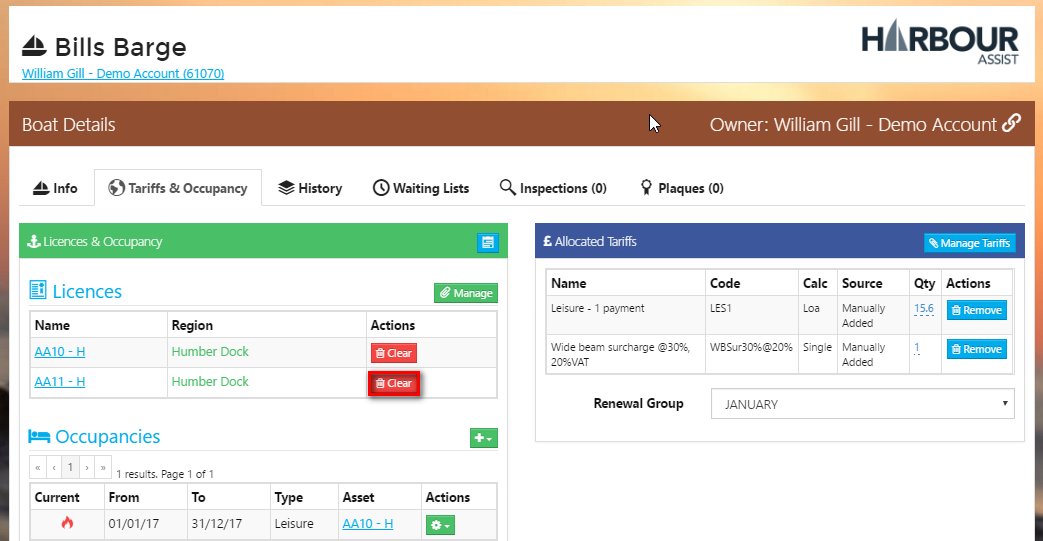 Bills Barge
William Gill - Demo Account (61070)
HARBOUR
ASSIST
Boat Details
Owner: William Gill - Demo Account
Info
Tariffs & Occupancy
History
Waiting Lists
Inspections (0)
Plaques (0)
Licences & Occupancy
Licences
Manage
Name Region Actions
AA10 - H Humber Dock Clear
AA11 - H Humber Dock Clear
Occupancies
+
« ‹ 1 › » 1 results. Page 1 of 1
Current From To Type Asset Actions
01/01/17 31/12/17 Leisure AA10 - H
£ Allocated Tariffs
Manage Tariffs
Name Code Calc Source Qty Actions
Leisure - 1 payment LES1 Loa Manually 15.6 Remove
Added
Wide beam surcharge @30%, WBSur30%@20% Single Manually 1 Remove
20%VAT Added
Renewal Group JANUARY